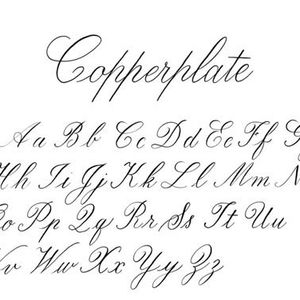 Copperplate
Aa Bb Cc Dd Ee Ff G
Hh Ii Jj Kk Ll Mm N
Oo Pp Qq Rr Ss Tt Uu
Vv Ww Xx Yy Zz